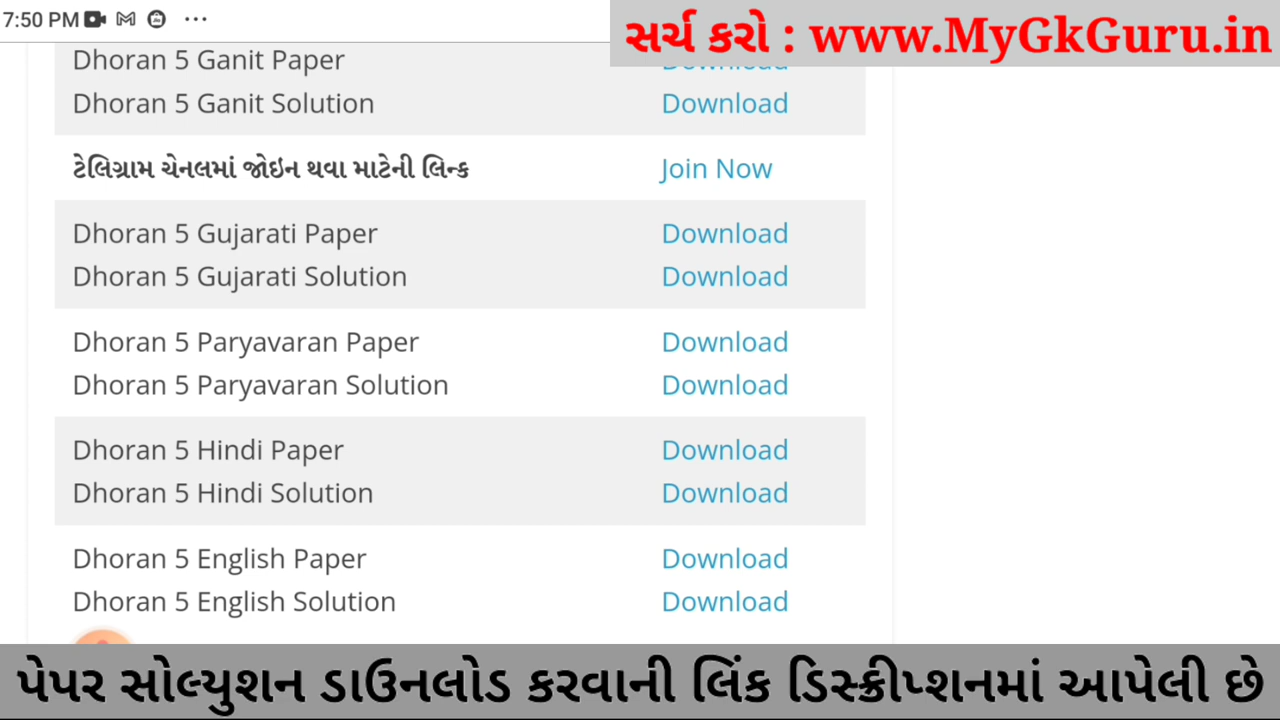 7:50 PM
સર્ચ કરો : www.MyGkGuru.in
Dhoran 5 Ganit Paper Download
Dhoran 5 Ganit Solution Download
ટેલિગ્રામ ચેનલમાં જોઇન થવા માટેની લિન્ક Join Now
Dhoran 5 Gujarati Paper Download
Dhoran 5 Gujarati Solution Download
Dhoran 5 Paryavaran Paper Download
Dhoran 5 Paryavaran Solution Download
Dhoran 5 Hindi Paper Download
Dhoran 5 Hindi Solution Download
Dhoran 5 English Paper Download
Dhoran 5 English Solution Download
પેપર સોલ્યુશન ડાઉનલોડ કરવાની લિંક ડિસ્ક્રીપ્શનમાં આપેલી છે